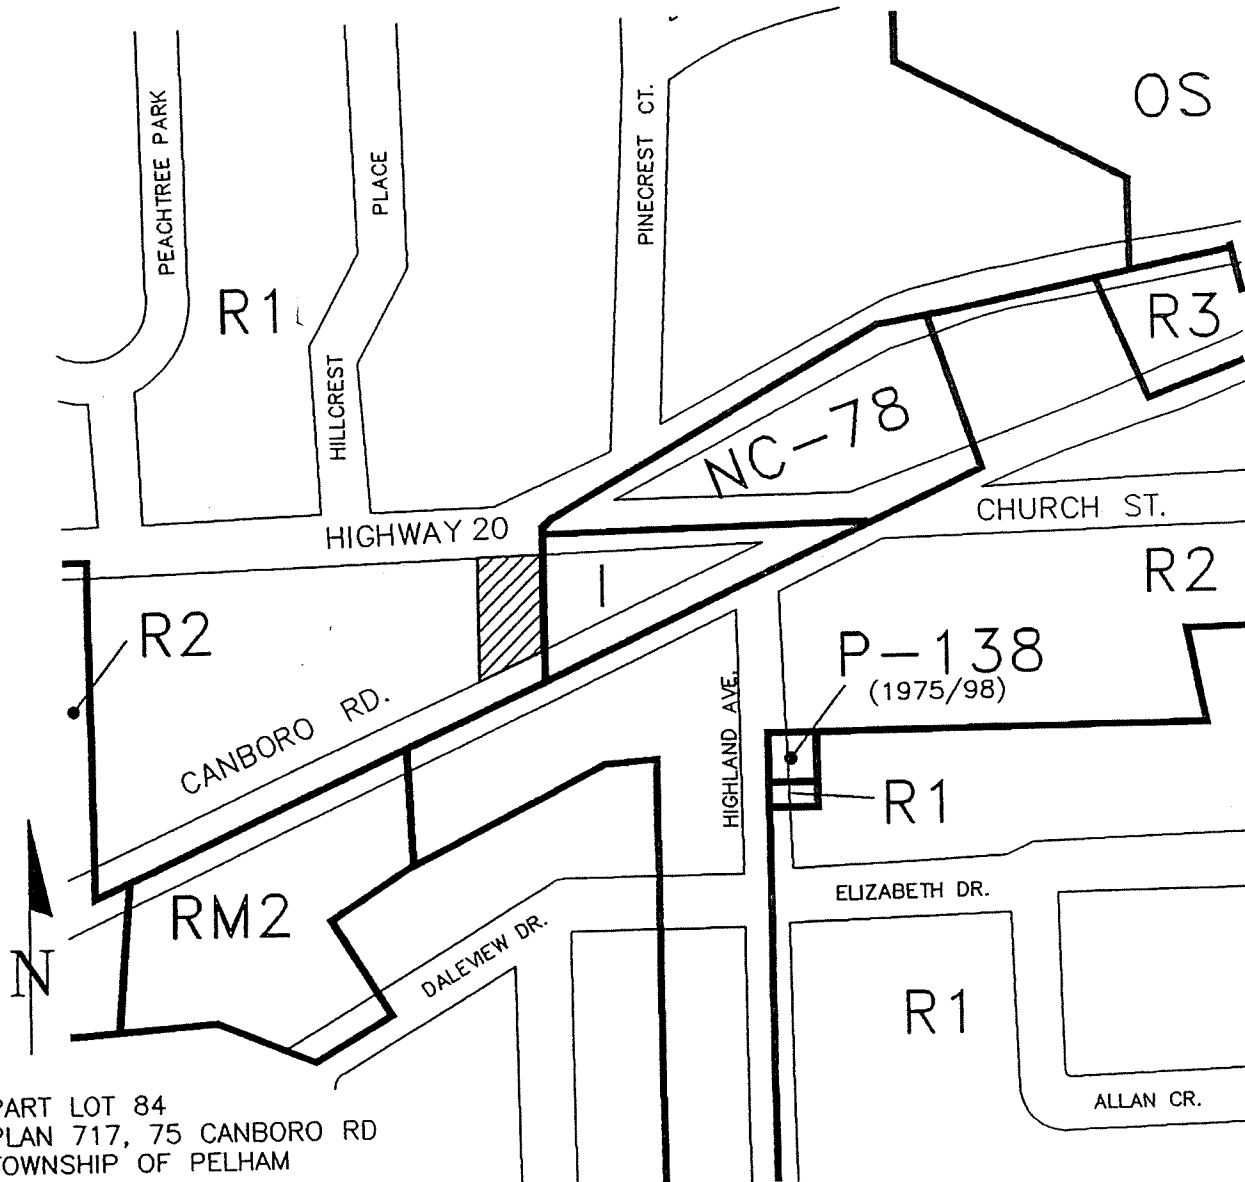 OS
PEACHTREE PARK
PLACE
PINECREST CT.
R1
R3
HILLCREST
NC-78
HIGHWAY 20
CHURCH ST.
I
R2
R2
P-138
(1975/98)
CANBORO RD.
HIGHLAND AVE.
R1
RM2
ELIZABETH DR.
DALEVIEW DR.
N
R1
ALLAN CR.
PART LOT 84
PLAN 717, 75 CANBORO RD
TOWNSHIP OF PELHAM